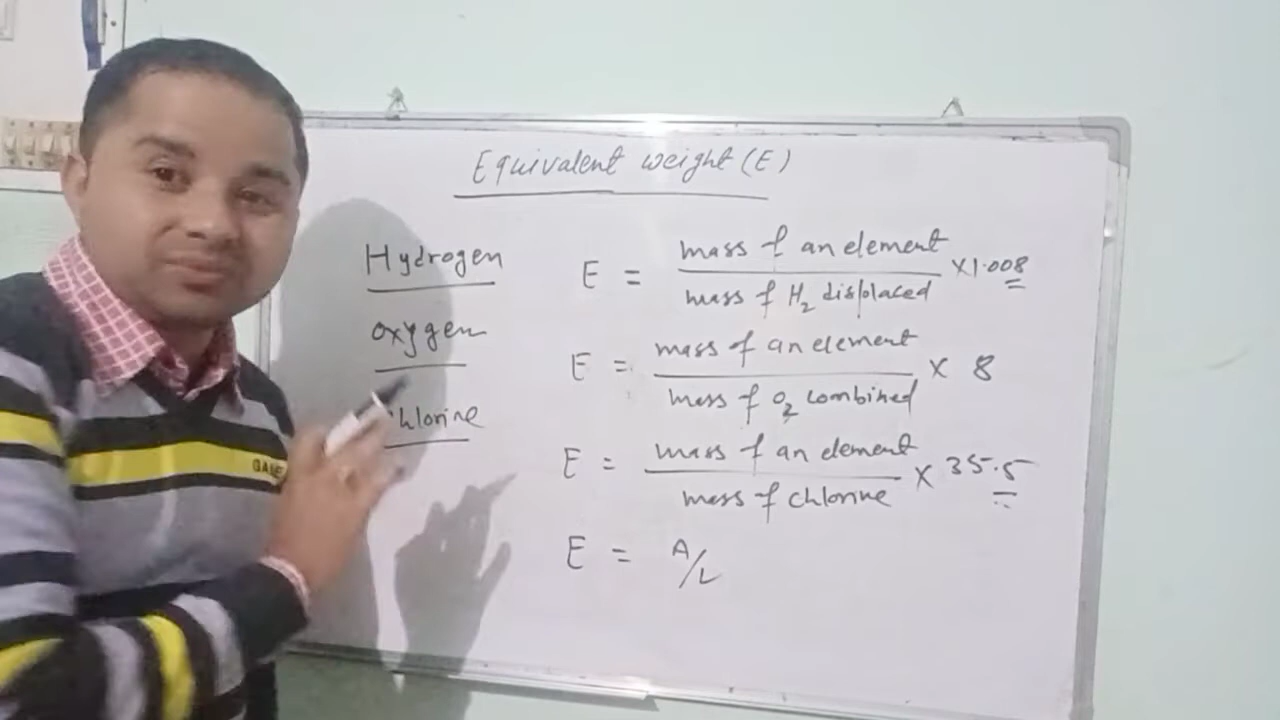 Equivalent weight (E)
Hydrogen
E = mass of an element / mass of H2 displaced × 1.008
Oxygen
E = mass of an element / mass of O2 combined × 8
chlorine
E = mass of an element / mass of chlorine × 35.5
E = A/L